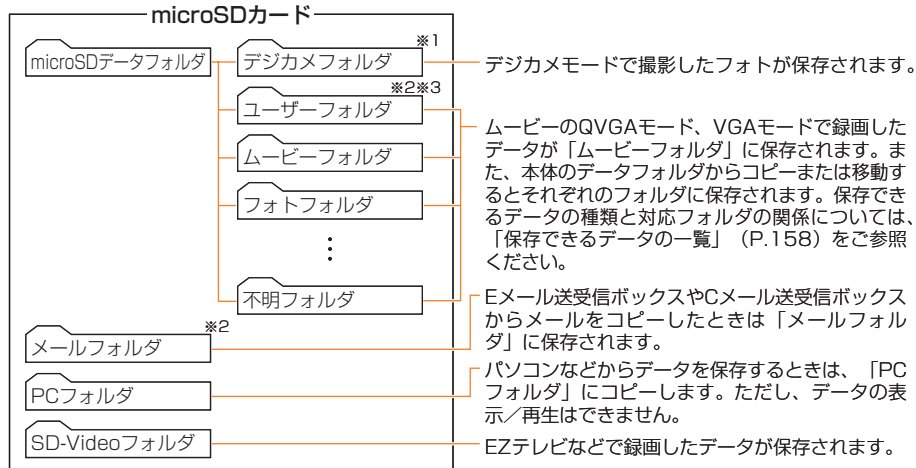 microSDカード
microSDデータフォルダ
デジカメフォルダ
※1
デジカメモードで撮影したフォトが保存されます。
※2※3
ユーザーフォルダ
ムービーフォルダ
フォトフォルダ
⋮
不明フォルダ
ムービーのQVGAモード、VGAモードで録画した
データが「ムービーフォルダ」に保存されます。ま
た、本体のデータフォルダからコピーまたは移動す
るとそれぞれのフォルダに保存されます。保存でき
るデータの種類と対応フォルダの関係については、
「保存できるデータの一覧」（P.158）をご参照
ください。
※2
メールフォルダ
Eメール送受信ボックスやCメール送受信ボックス
からメールをコピーしたときは「メールフォル
ダ」に保存されます。
PCフォルダ
パソコンなどからデータを保存するときは、「PC
フォルダ」にコピーします。ただし、データの表
示／再生はできません。
SD-Videoフォルダ
EZテレビなどで録画したデータが保存されます。